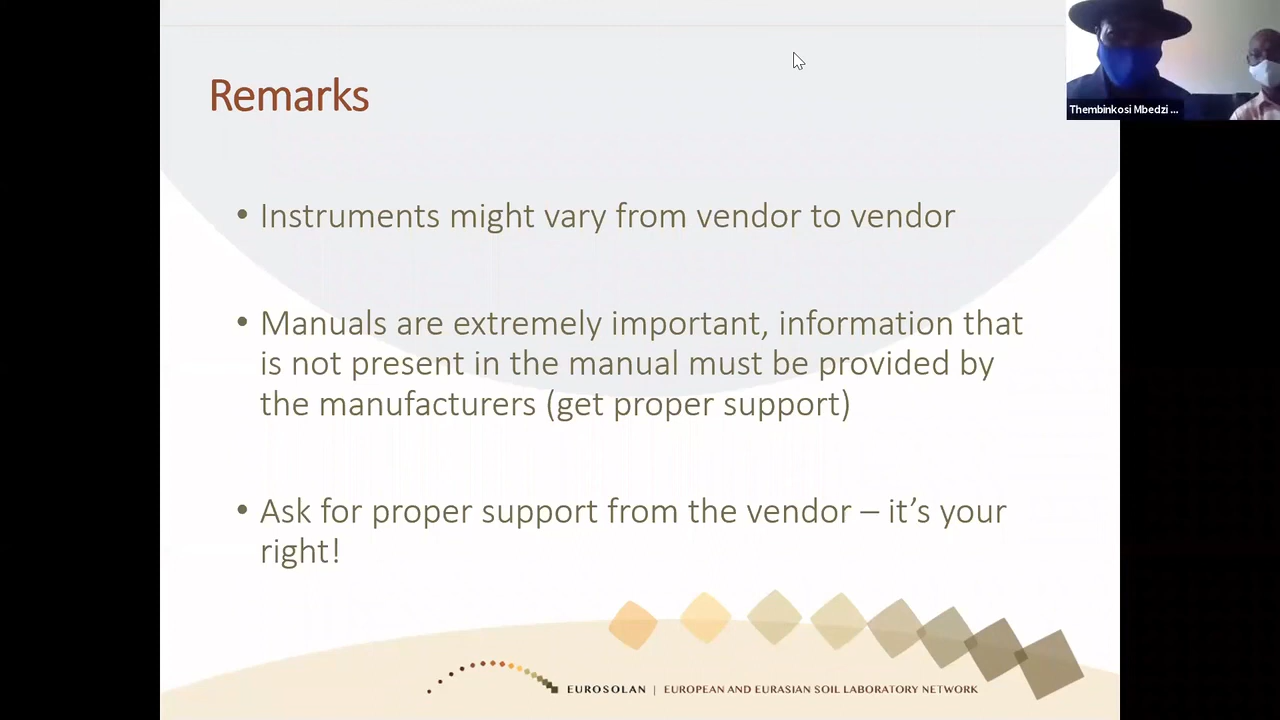 Remarks
Thembinkosi Mbedzi ...
• Instruments might vary from vendor to vendor
• Manuals are extremely important, information that
is not present in the manual must be provided by
the manufacturers (get proper support)
• Ask for proper support from the vendor – it’s your
right!
EUROSOLAN | EUROPEAN AND EURASIAN SOIL LABORATORY NETWORK